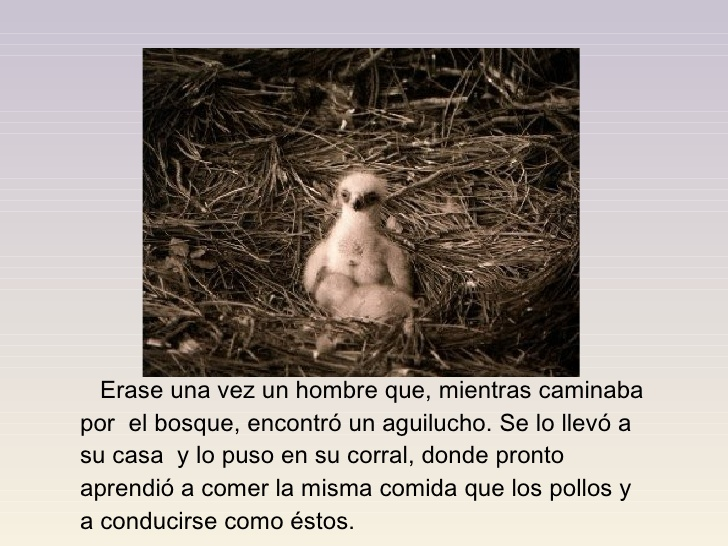 Erase una vez un hombre que, mientras caminaba
por el bosque, encontró un aguilucho. Se lo llevó a
su casa y lo puso en su corral, donde pronto
aprendió a comer la misma comida que los pollos y
a conducirse como éstos.